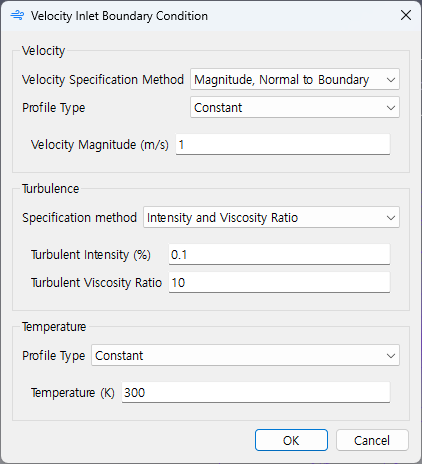 Velocity Inlet Boundary Condition
Velocity
Velocity Specification Method Magnitude, Normal to Boundary
Profile Type Constant
Velocity Magnitude (m/s) 1
Turbulence
Specification method Intensity and Viscosity Ratio
Turbulent Intensity (%) 0.1
Turbulent Viscosity Ratio 10
Temperature
Profile Type Constant
Temperature (K) 300
OK Cancel